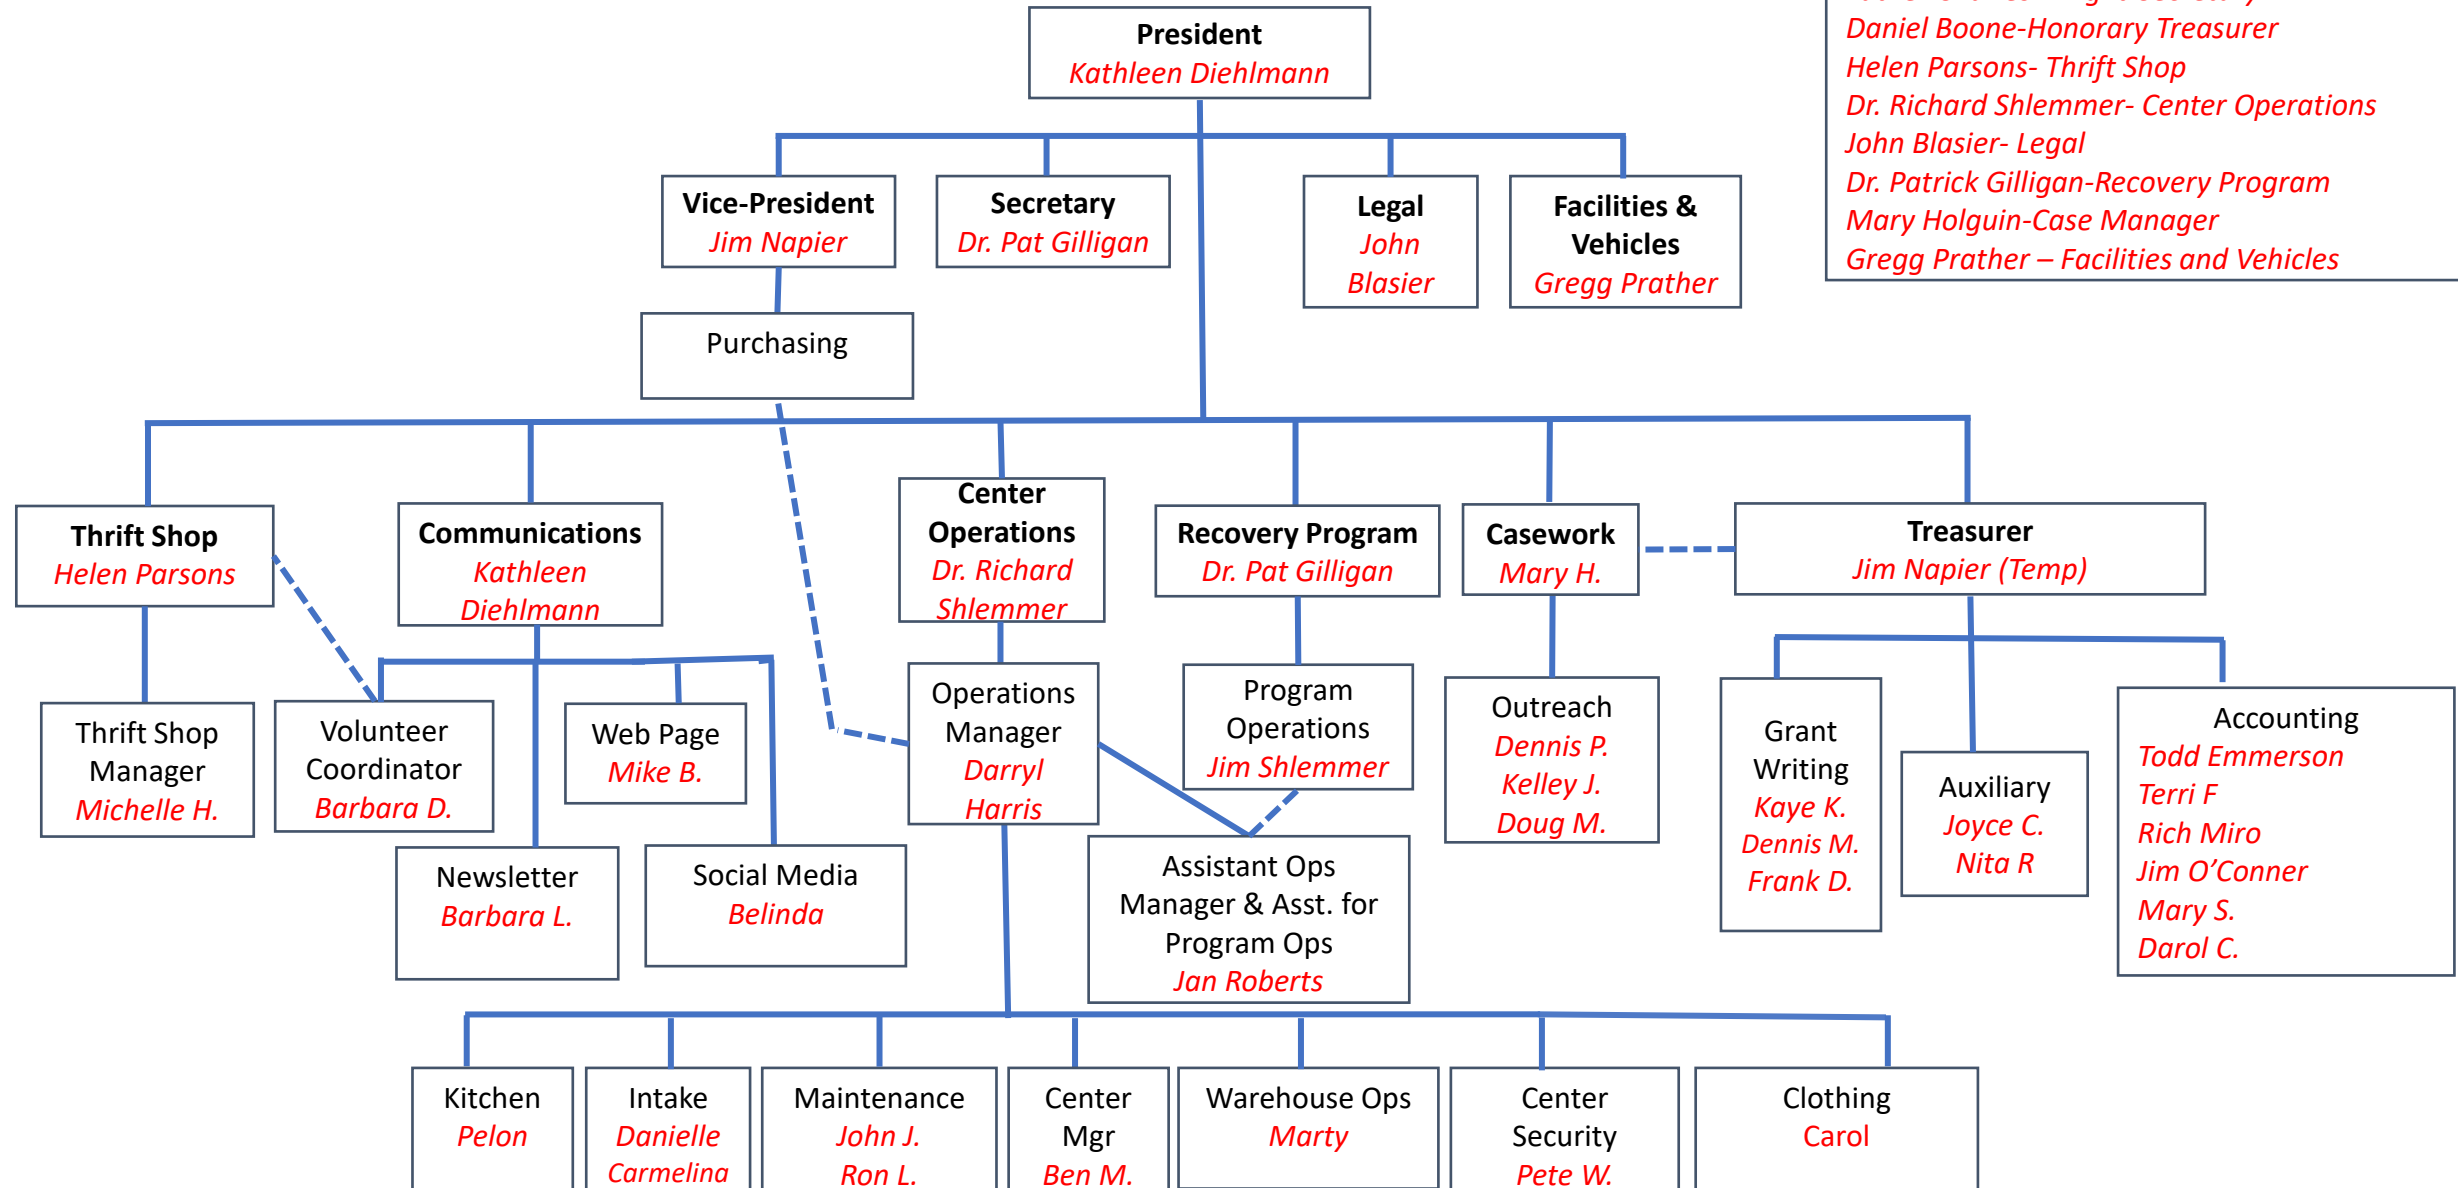 President
Kathleen Diehlmann
Daniel Boone-Honorary Treasurer
Helen Parsons- Thrift Shop
Dr. Richard Shlemmer- Center Operations
John Blasier- Legal
Dr. Patrick Gilligan-Recovery Program
Mary Holguin-Case Manager
Gregg Prather – Facilities and Vehicles
Vice-President
Jim Napier
Secretary
Dr. Pat Gilligan
Legal
John
Blasier
Facilities &
Vehicles
Gregg Prather
Purchasing
Thrift Shop
Helen Parsons
Communications
Kathleen
Diehlmann
Center
Operations
Dr. Richard
Shlemmer
Recovery Program
Dr. Pat Gilligan
Casework
Mary H.
Treasurer
Jim Napier (Temp)
Thrift Shop
Manager
Michelle H.
Volunteer
Coordinator
Barbara D.
Web Page
Mike B.
Newsletter
Barbara L.
Social Media
Belinda
Operations
Manager
Darryl
Harris
Program
Operations
Jim Shlemmer
Assistant Ops
Manager & Asst. for
Program Ops
Jan Roberts
Outreach
Dennis P.
Kelley J.
Doug M.
Grant
Writing
Kaye K.
Dennis M.
Frank D.
Auxiliary
Joyce C.
Nita R
Accounting
Todd Emmerson
Terri F
Rich Miro
Jim O’Conner
Mary S.
Darol C.
Kitchen
Pelon
Intake
Danielle
Carmelina
Maintenance
John J.
Ron L.
Center
Mgr
Ben M.
Warehouse Ops
Marty
Center
Security
Pete W.
Clothing
Carol